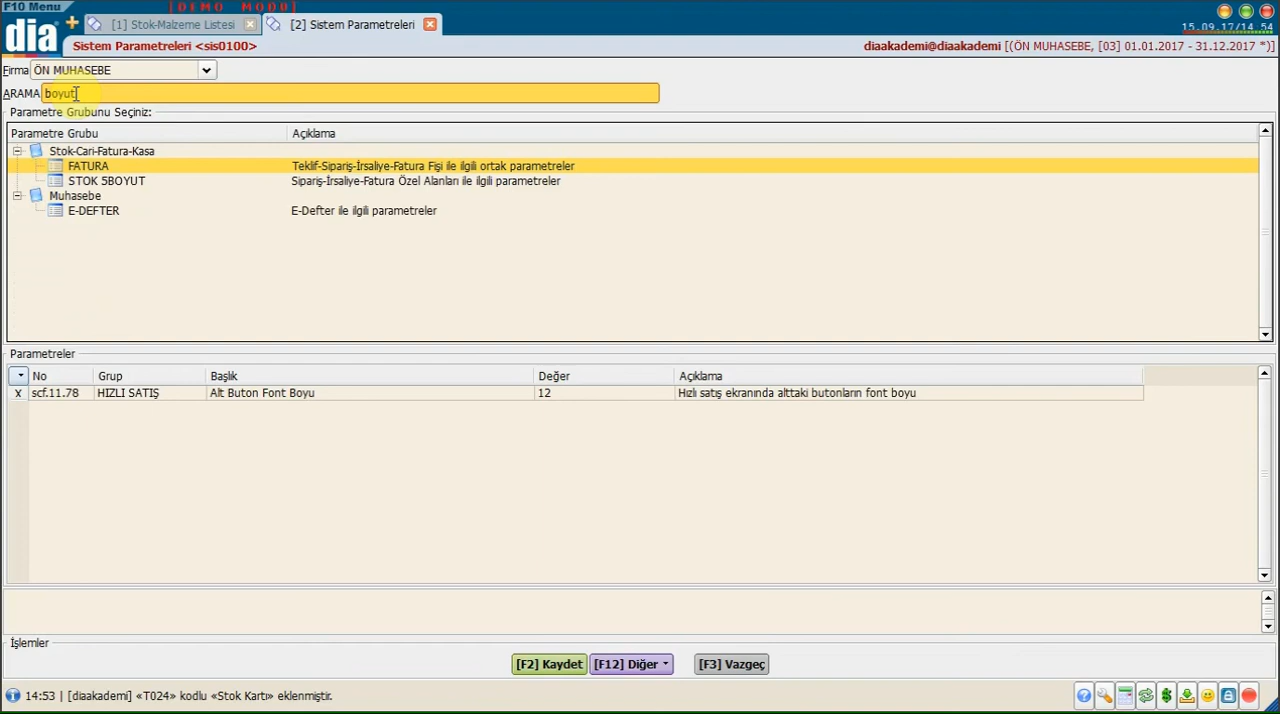 F10 Menu
[DEMO MODU]
dia
[1] Stok-Malzeme Listesi
[2] Sistem Parametreleri
15.09.17/14.54
Sistem Parametreleri <sis0100>
diaakademi@diaakademi [(ÖN MUHASEBE, [03] 01.01.2017 - 31.12.2017 *)]
Firma ÖN MUHASEBE
ARAMA boyut
Parametre Grubunu Seçiniz:
Parametre Grubu Açıklama
Stok-Cari-Fatura-Kasa
FATURA Teklif-Sipariş-İrsaliye-Fatura Fişi ile ilgili ortak parametreler
STOK 5BOYUT Sipariş-İrsaliye-Fatura Özel Alanları ile ilgili parametreler
Muhasebe
E-DEFTER E-Defter ile ilgili parametreler
Parametreler
No Grup Başlık Değer Açıklama
X scf.11.78 HIZLI SATIŞ Alt Buton Font Boyu 12 Hızlı satış ekranında alttaki butonların font boyu
İşlemler
[F2] Kaydet [F12] Diğer [F3] Vazgeç
14:53 | [diaakademi] «T024» kodlu «Stok Kartı» eklenmiştir.